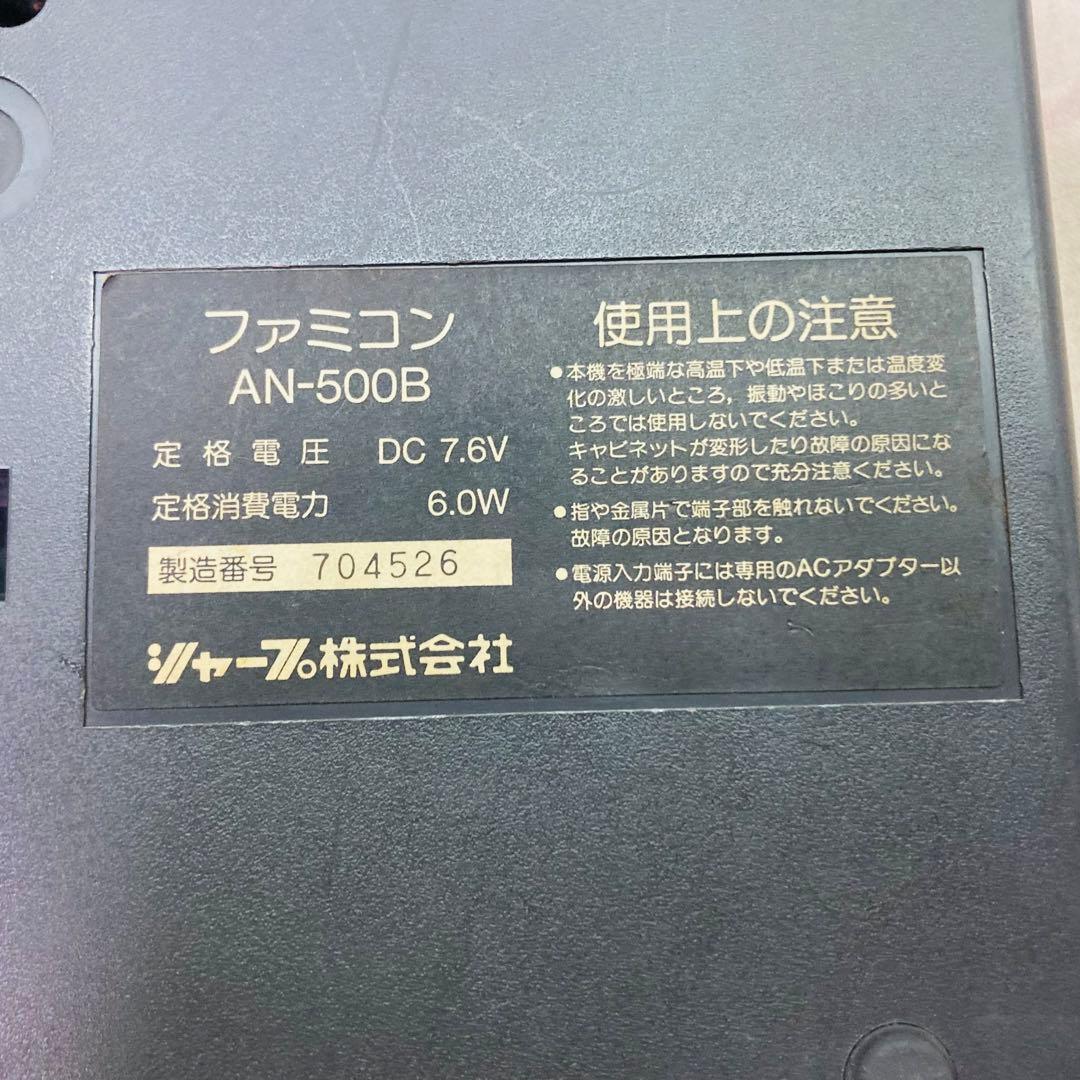 ファミコン
AN-500B
定格電圧 DC 7.6V
定格消費電力 6.0W
製造番号 704526
シャープ株式会社
使用上の注意
●本機を極端な高温下や低温下または温度変
化の激しいところ，振動やほこりの多いと
ころでは使用しないでください。
キャビネットが変形したり故障の原因にな
ることがありますので充分注意ください。
●指や金属片で端子部を触れないでください。
故障の原因となります。
●電源入力端子には専用のACアダプター以
外の機器は接続しないでください。